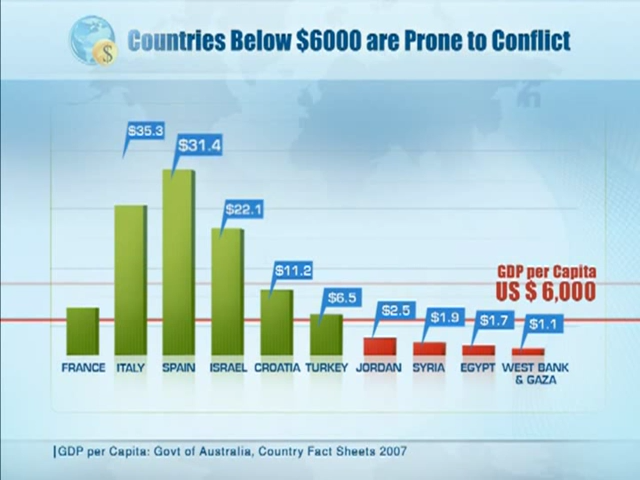 Countries Below $6000 are Prone to Conflict
$35.3
$31.4
$22.1
$11.2
$6.5
$2.5
$1.9
$1.7
$1.1
GDP per Capita
US $ 6,000
FRANCE ITALY SPAIN ISRAEL CROATIA TURKEY JORDAN SYRIA EGYPT WEST BANK
& GAZA
GDP per Capita: Govt of Australia, Country Fact Sheets 2007